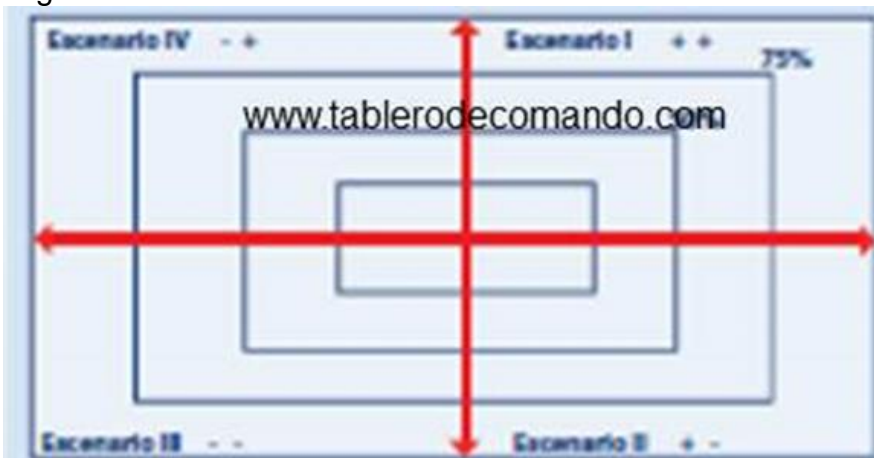 Escenario IV - + Escenario I + +
75%
www.tablerodecomando.com
Escenario III - - Escenario II + -